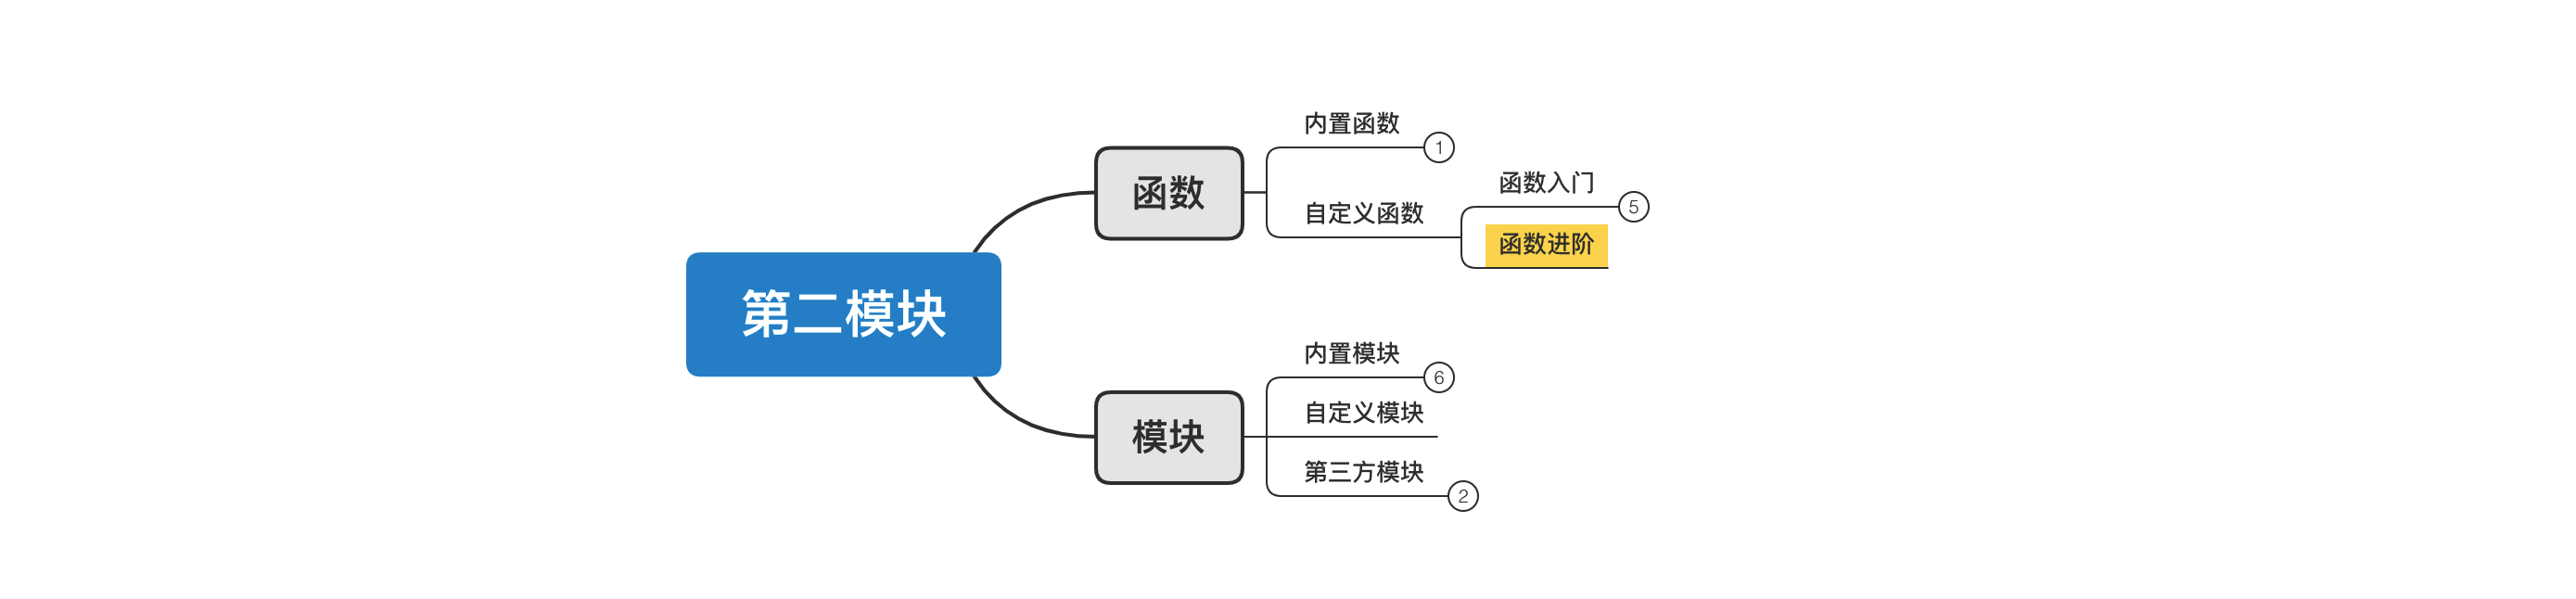 第二模块
函数
内置函数
1
自定义函数
函数入门
5
函数进阶
模块
内置模块
6
自定义模块
第三方模块
2